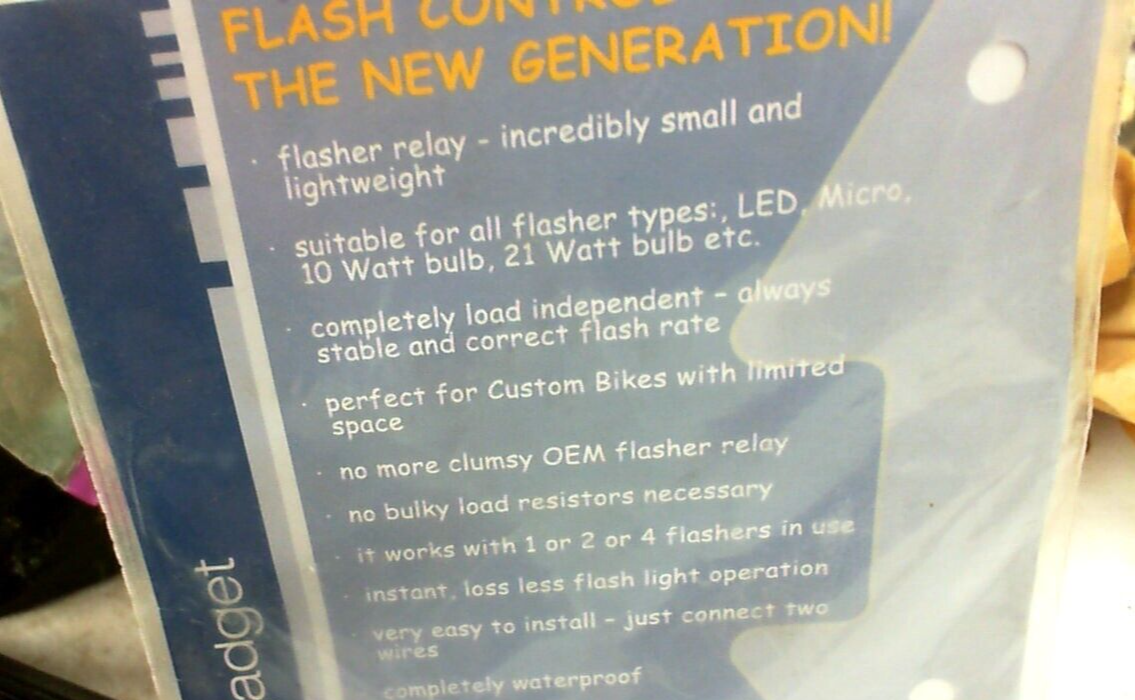 FLASH CONTROL
THE NEW GENERATION!
· flasher relay - incredibly small and
lightweight
· suitable for all flasher types:, LED, Micro,
10 Watt bulb, 21 Watt bulb etc.
· completely load independent - always
stable and correct flash rate
· perfect for Custom Bikes with limited
space
· no more clumsy OEM flasher relay
· no bulky load resistors necessary
· it works with 1 or 2 or 4 flashers in use
· instant, loss less flash light operation
· very easy to install - just connect two
wires
· completely waterproof
adget